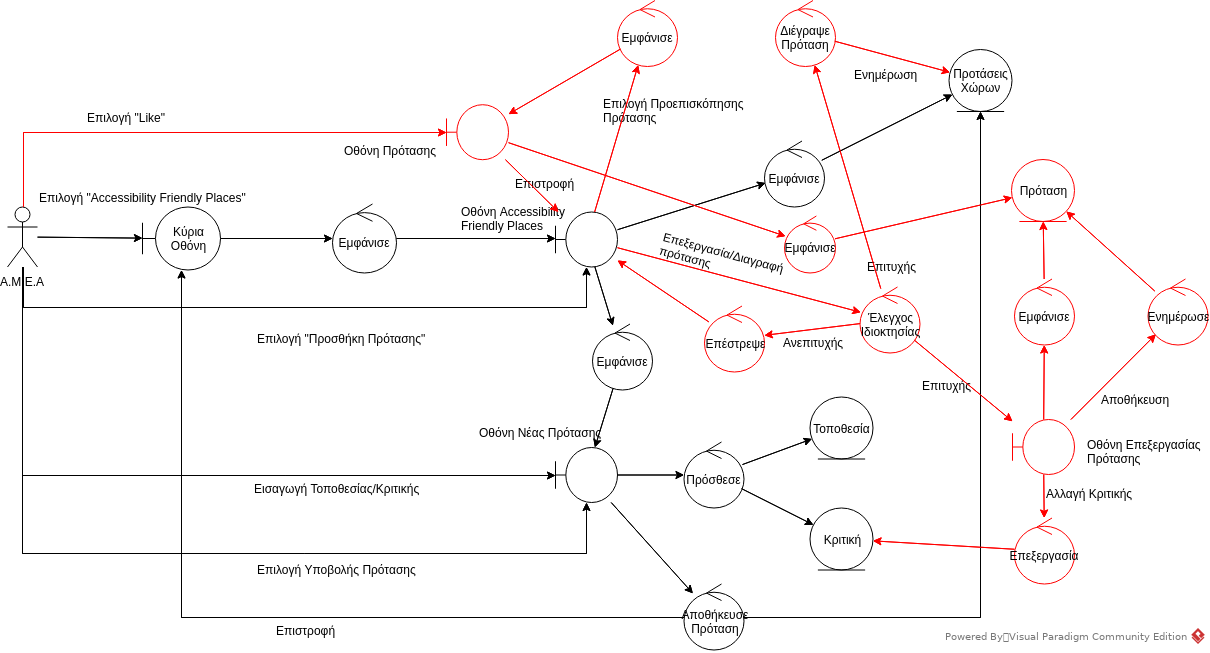 Εμφάνισε
Διέγραψε
Πρόταση
Ενημέρωση
Προτάσεις
Χώρων
Επιλογή Προεπισκόπησης
Πρότασης
Επιλογή "Like"
Οθόνη Πρότασης
Εμφάνισε
Επιστροφή
Πρόταση
Επιλογή "Accessibility Friendly Places"
Οθόνη Accessibility
Friendly Places
Κύρια
Οθόνη
Εμφάνισε
Εμφάνισε
Επεξεργασία/Διαγραφή
πρότασης
Επιτυχής
Α.Μ.Ε.Α
Έλεγχος
Ιδιοκτησίας
Εμφάνισε
Ενημέρωσε
Επιλογή "Προσθήκη Πρότασης"
Επέστρεψε
Ανεπιτυχής
Εμφάνισε
Επιτυχής
Αποθήκευση
Οθόνη Νέας Πρότασης
Τοποθεσία
Οθόνη Επεξεργασίας
Πρότασης
Εισαγωγή Τοποθεσίας/Κριτικής
Πρόσθεσε
Αλλαγή Κριτικής
Κριτική
Επεξεργασία
Επιλογή Υποβολής Πρότασης
Αποθήκευσε
Πρόταση
Επιστροφή
Powered By Visual Paradigm Community Edition